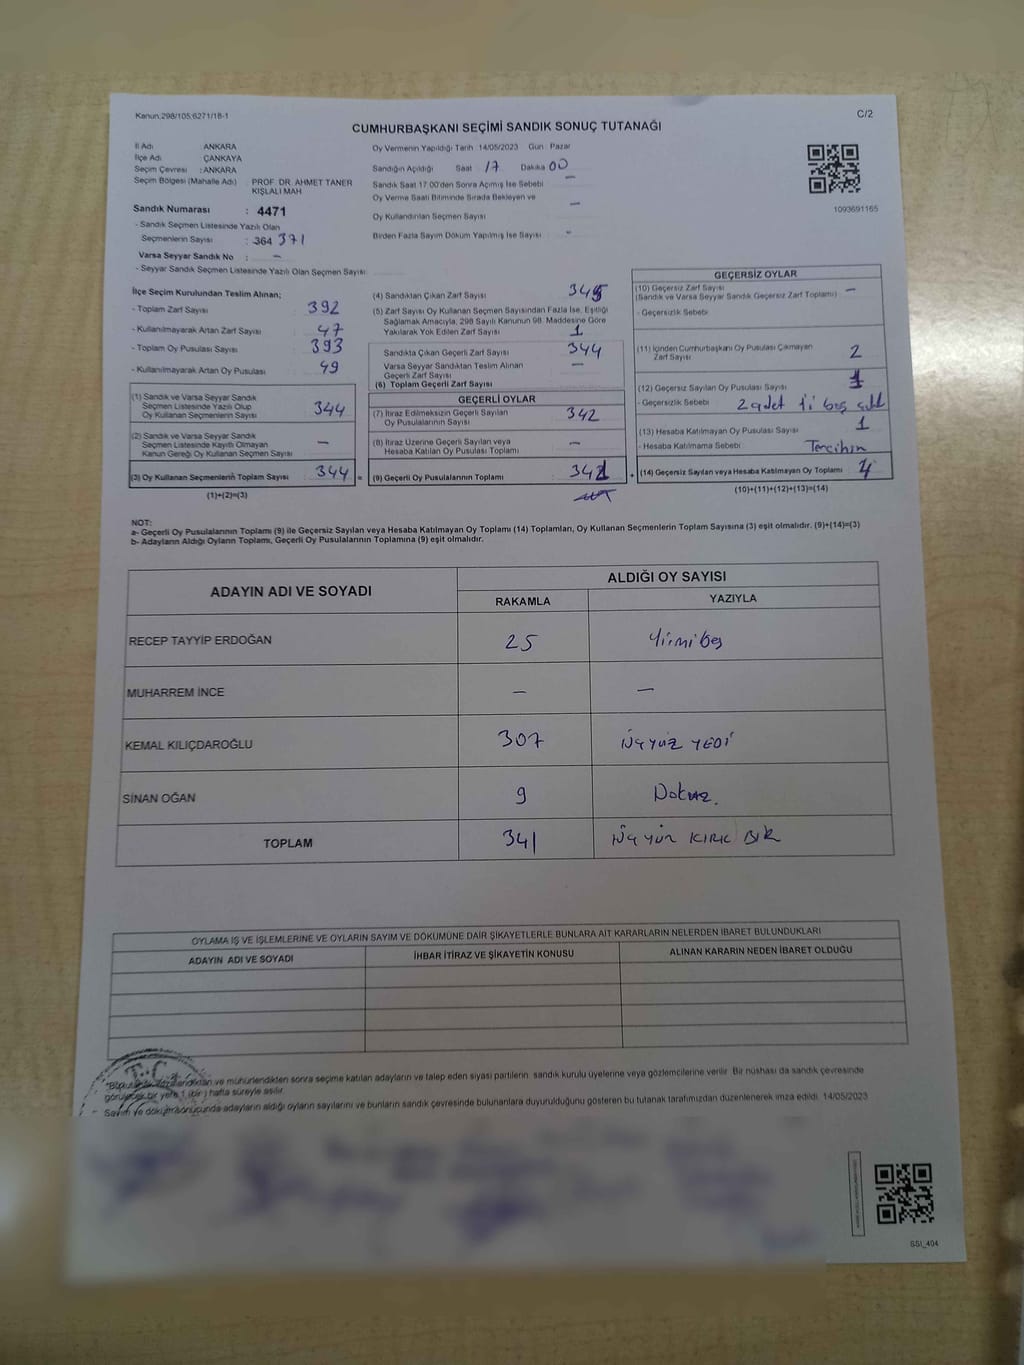 Kanun:298/105;6271/18-1
C/2
CUMHURBAŞKANI SEÇİMİ SANDIK SONUÇ TUTANAĞI
İl Adı ANKARA
İlçe Adı ÇANKAYA
Seçim Çevresi : ANKARA
Seçim Bölgesi (Mahalle Adı) : PROF. DR. AHMET TANER KIŞLALI MAH
Sandık Numarası : 4471
- Sandık Seçmen Listesinde Yazılı Olan
Seçmenlerin Sayısı : 364 371
Varsa Seyyar Sandık No : -
- Seyyar Sandık Seçmen Listesinde Yazılı Olan Seçmen Sayısı
Oy Vermenin Yapıldığı Tarih 14/05/2023 Gün: Pazar
Sandığın Açıldığı Saat 17 Dakika 00
Sandık Saat 17:00'den Sonra Açılmış İse Sebebi -
Oy Verme Saati Bitiminde Sırada Bekleyen ve -
Oy Kullandırılan Seçmen Sayısı
Birden Fazla Sayım Döküm Yapılmış İse Sayısı -
1093691165
İlçe Seçim Kurulundan Teslim Alınan;
- Toplam Zarf Sayısı : 392
- Kullanılmayarak Artan Zarf Sayısı : 47
- Toplam Oy Pusulası Sayısı : 393
- Kullanılmayarak Artan Oy Pusulası : 49
(1) Sandık ve Varsa Seyyar Sandık
Seçmen Listesinde Yazılı Olup
Oy Kullanan Seçmenlerin Sayısı : 344
(2) Sandık ve Varsa Seyyar Sandık
Seçmen Listesinde Kayıtlı Olmayan
Kanun Gereği Oy Kullanan Seçmen Sayısı : -
(3) Oy Kullanan Seçmenlerin Toplam Sayısı : 344
(1)+(2)=(3)
(4) Sandıktan Çıkan Zarf Sayısı 345
(5) Zarf Sayısı Oy Kullanan Seçmen Sayısından Fazla İse, Eşitliği
Sağlamak Amacıyla, 298 Sayılı Kanunun 98. Maddesine Göre
Yakılarak Yok Edilen Zarf Sayısı 1
Sandıkta Çıkan Geçerli Zarf Sayısı : 344
Varsa Seyyar Sandıktan Teslim Alınan -
Geçerli Zarf Sayısı
(6) Toplam Geçerli Zarf Sayısı
GEÇERLİ OYLAR
(7) İtiraz Edilmeksizin Geçerli Sayılan
Oy Pusulalarının Sayısı : 342
(8) İtiraz Üzerine Geçerli Sayılan veya
Hesaba Katılan Oy Pusulası Toplamı : -
(9) Geçerli Oy Pusulalarının Toplamı : 341
GEÇERSİZ OYLAR
(10) Geçersiz Zarf Sayısı -
(Sandık ve Varsa Seyyar Sandık Geçersiz Zarf Toplamı)
- Geçersizlik Sebebi
(11) İçinden Cumhurbaşkanı Oy Pusulası Çıkmayan
Zarf Sayısı 2
(12) Geçersiz Sayılan Oy Pusulası Sayısı 1
- Geçersizlik Sebebi : 2 adet boş
(13) Hesaba Katılmayan Oy Pusulası Sayısı 1
- Hesaba Katılmama Sebebi : Tercihin
(14) Geçersiz Sayılan veya Hesaba Katılmayan Oy Toplamı : 4
(10)+(11)+(12)+(13)=(14)
NOT:
a- Geçerli Oy Pusulalarının Toplamı (9) ile Geçersiz Sayılan veya Hesaba Katılmayan Oy Toplamı (14) Toplamları, Oy Kullanan Seçmenlerin Toplam Sayısına (3) eşit olmalıdır. (9)+(14)=(3)
b- Adayların Aldığı Oyların Toplamı, Geçerli Oy Pusulalarının Toplamına (9) eşit olmalıdır.
ADAYIN ADI VE SOYADI
ALDIĞI OY SAYISI
RAKAMLA YAZIYLA
RECEP TAYYİP ERDOĞAN 25 Yirmi beş
MUHARREM İNCE - -
KEMAL KILIÇDAROĞLU 307 üç yüz YEDİ
SİNAN OĞAN 9 Dokuz.
TOPLAM 341 üç yüz KIRK BİR
OYLAMA İŞ VE İŞLEMLERİNE VE OYLARIN SAYIM VE DÖKÜMÜNE DAİR ŞİKAYETLERLE BUNLARA AİT KARARLARIN NELERDEN İBARET BULUNDUKLARI
ADAYIN ADI VE SOYADI İHBAR İTİRAZ VE ŞİKAYETİN KONUSU ALINAN KARARIN NEDEN İBARET OLDUĞU
T.C.
ve mühürlendikten sonra seçime katılan adayların ve talep eden siyasi partilerin sandık kurulu üyelerine veya gözlemcilerine verilir. Bir nüshası da sandık çevresinde
görülecek bir yere 1 (bir) hafta süreyle asılır.
Sayım ve döküm sonucunda adayların aldığı oyların sayılarını ve bunların sandık çevresinde bulunanlara duyurulduğunu gösteren bu tutanak tarafımızdan düzenlenerek imza edildi. 14/05/2023
SSI_404